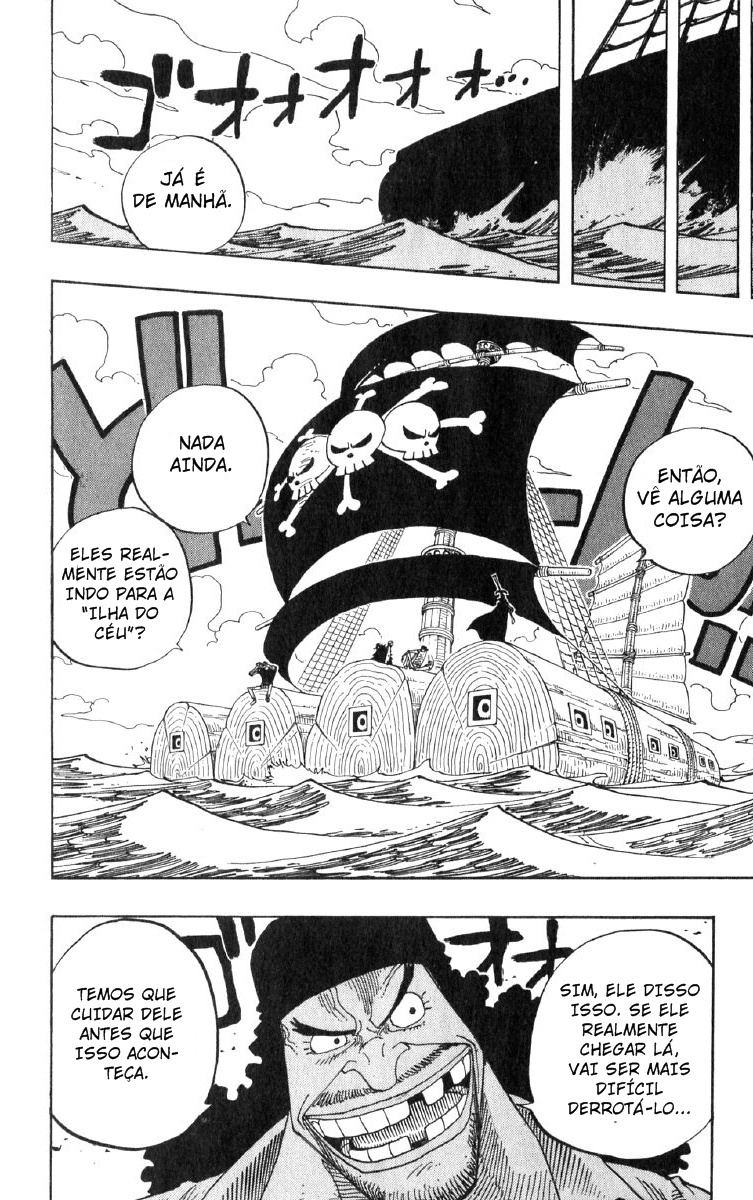 ゴオォオォォ…
JÁ É
DE MANHÃ.
ENTÃO,
VÊ ALGUMA
COISA?
NADA
AINDA.
ELES REAL-
MENTE ESTÃO
INDO PARA A
"ILHA DO
CÉU"?
SIM, ELE DISSO
ISSO. SE ELE
REALMENTE
CHEGAR LÁ,
VAI SER MAIS
DIFÍCIL
DERROTÁ-LO...
TEMOS QUE
CUIDAR DELE
ANTES QUE
ISSO ACON-
TEÇA.